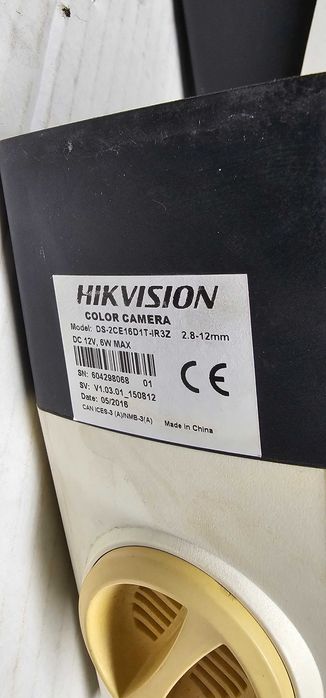 HIKVISION
COLOR CAMERA
Model: DS-2CE16D1T-IR3Z 2.8-12mm
DC 12V, 6W MAX
SN: 604298068 01
SV: V1.03.01_150812
Date: 05/2016
CAN ICES-3 (A)/NMB-3(A)
Made in China
CE